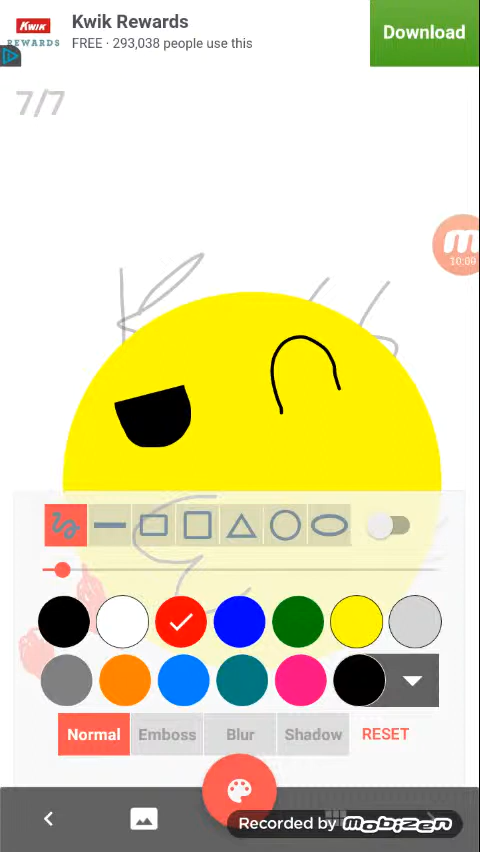 Kwik Rewards
KWIK
REWARDS
FREE · 293,038 people use this
Download
7/7
10:09
Normal
Emboss
Blur
Shadow
RESET
Recorded by mobizen